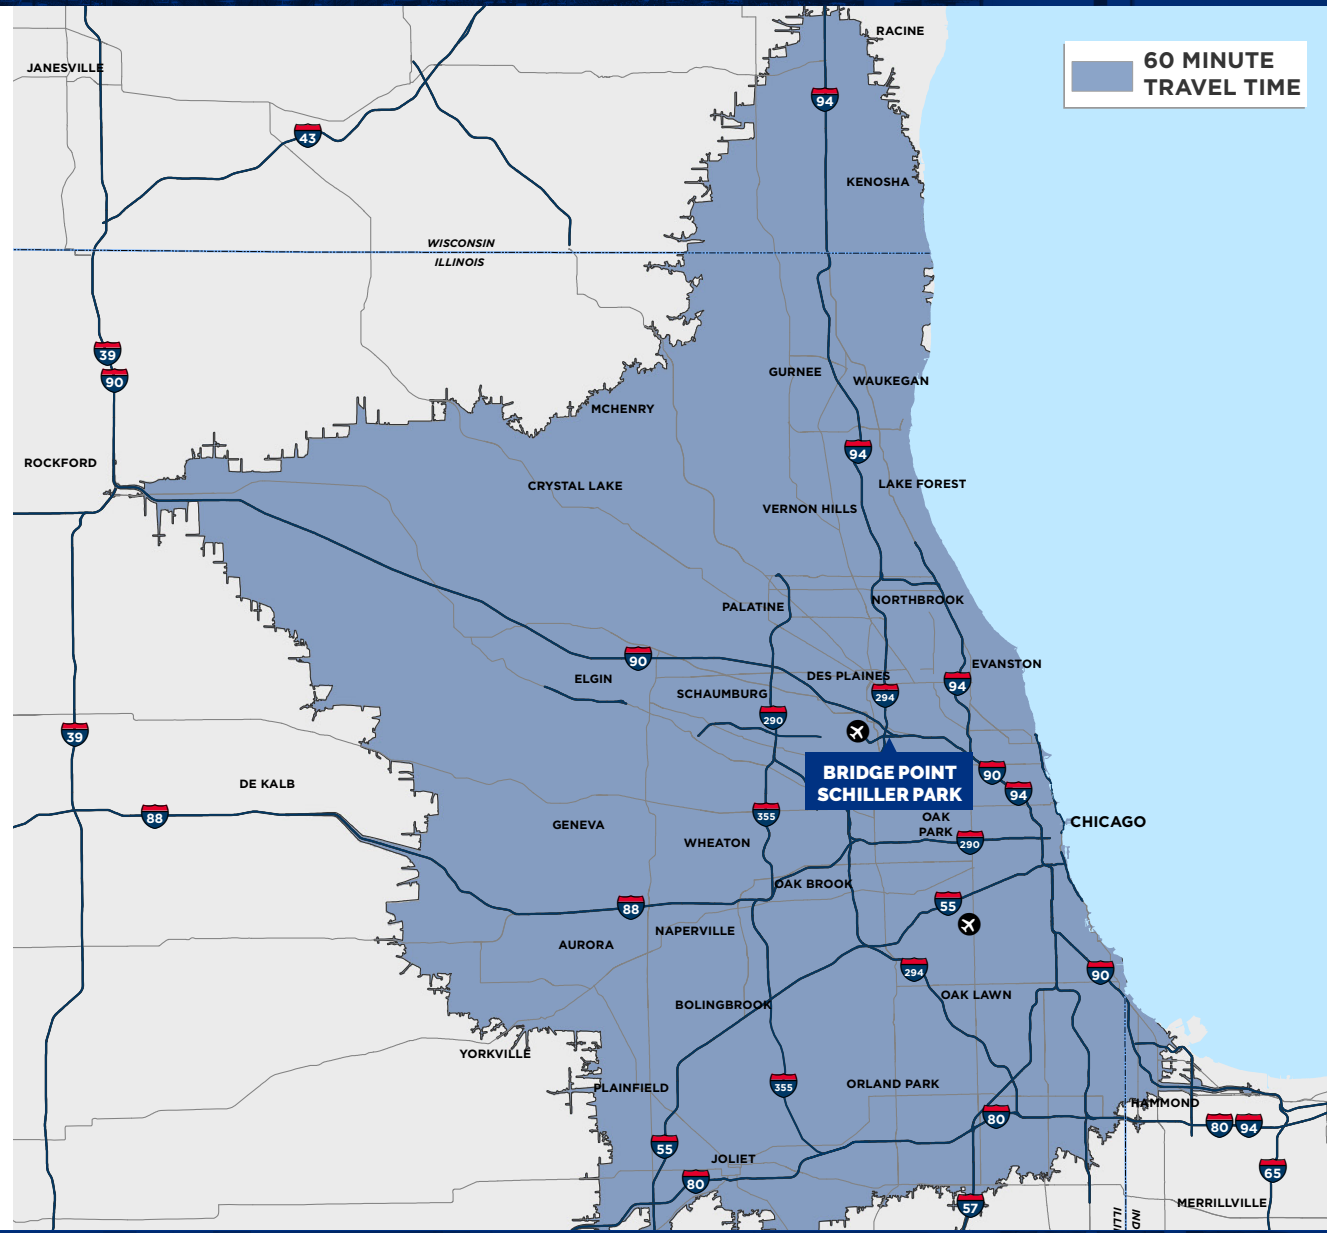 RACINE
60 MINUTE
TRAVEL TIME
JANESVILLE
94
43
KENOSHA
WISCONSIN
ILLINOIS
39
90
GURNEE
WAUKEGAN
MCHENRY
94
ROCKFORD
CRYSTAL LAKE
LAKE FOREST
VERNON HILLS
PALATINE
NORTHBROOK
90
EVANSTON
ELGIN
DES PLAINES
SCHAUMBURG
294
94
290
39
BRIDGE POINT
SCHILLER PARK
90
94
DE KALB
88
355
OAK
PARK
CHICAGO
GENEVA
WHEATON
290
OAK BROOK
88
55
NAPERVILLE
AURORA
294
90
OAK LAWN
BOLINGBROOK
YORKVILLE
PLAINFIELD
355
ORLAND PARK
HAMMOND
80
80
94
55
JOLIET
65
80
57
MERRILLVILLE